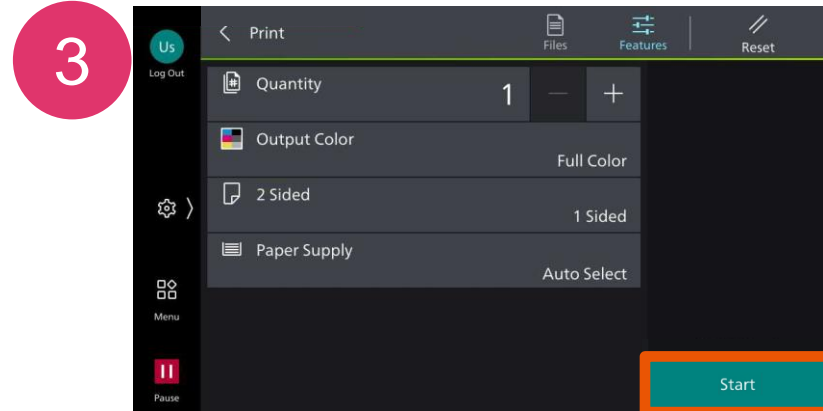 3
Us
Log Out
Print
Files
Features
Reset
Quantity
1
Output Color
Full Color
2 Sided
1 Sided
Paper Supply
Auto Select
Menu
Pause
Start